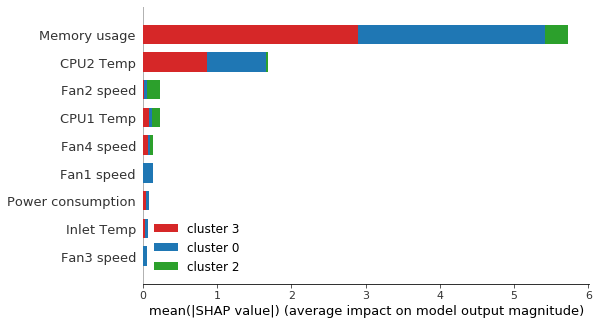 Memory usage
CPU2 Temp
Fan2 speed
CPU1 Temp
Fan4 speed
Fan1 speed
Power consumption
Inlet Temp
Fan3 speed
cluster 3
cluster 0
cluster 2
0 1 2 3 4 5 6
mean(|SHAP value|) (average impact on model output magnitude)